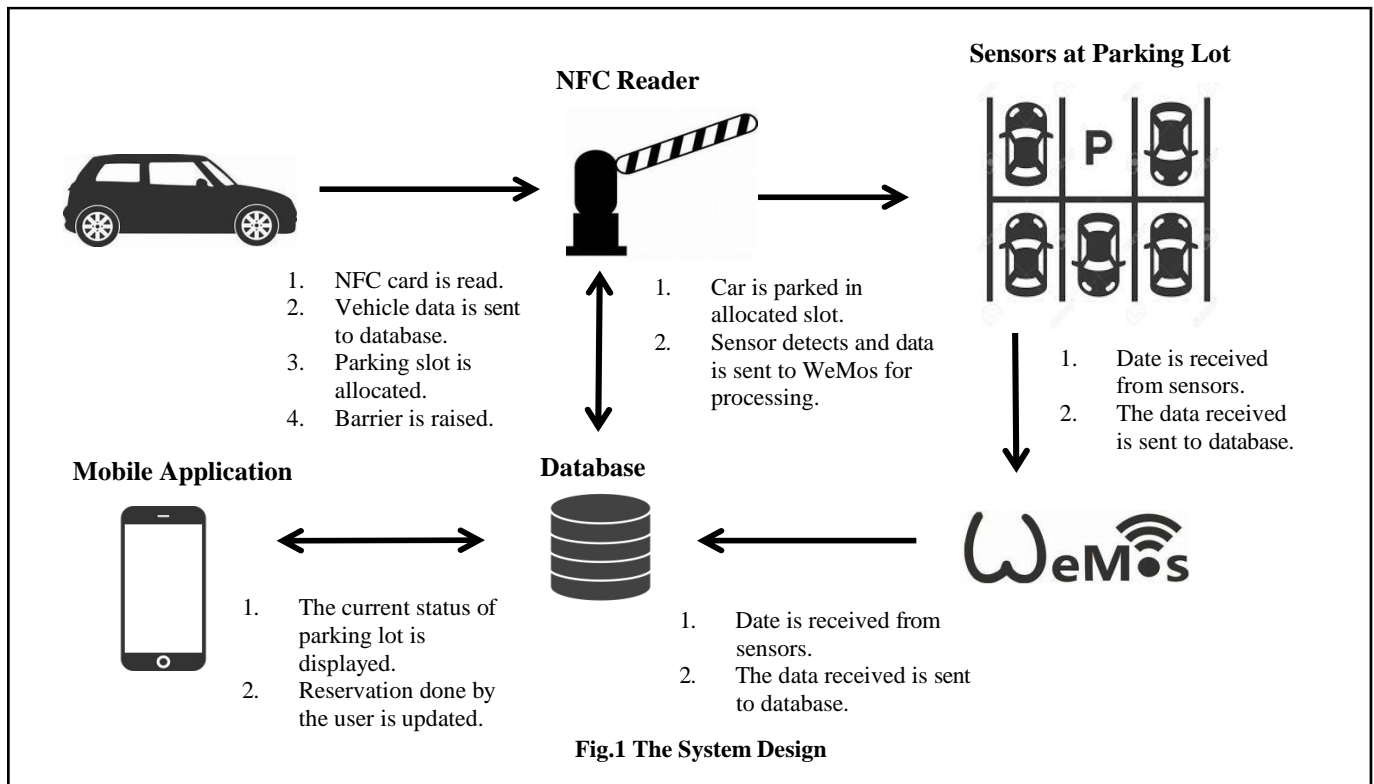 Sensors at Parking Lot
NFC Reader
P
1. NFC card is read.
2. Vehicle data is sent
to database.
3. Parking slot is
allocated.
4. Barrier is raised.
1. Car is parked in
allocated slot.
2. Sensor detects and data
is sent to WeMos for
processing.
1. Date is received
from sensors.
2. The data received
is sent to database.
Mobile Application
Database
WeMos
1. The current status of
parking lot is
displayed.
2. Reservation done by
the user is updated.
1. Date is received from
sensors.
2. The data received is sent
to database.
Fig.1 The System Design